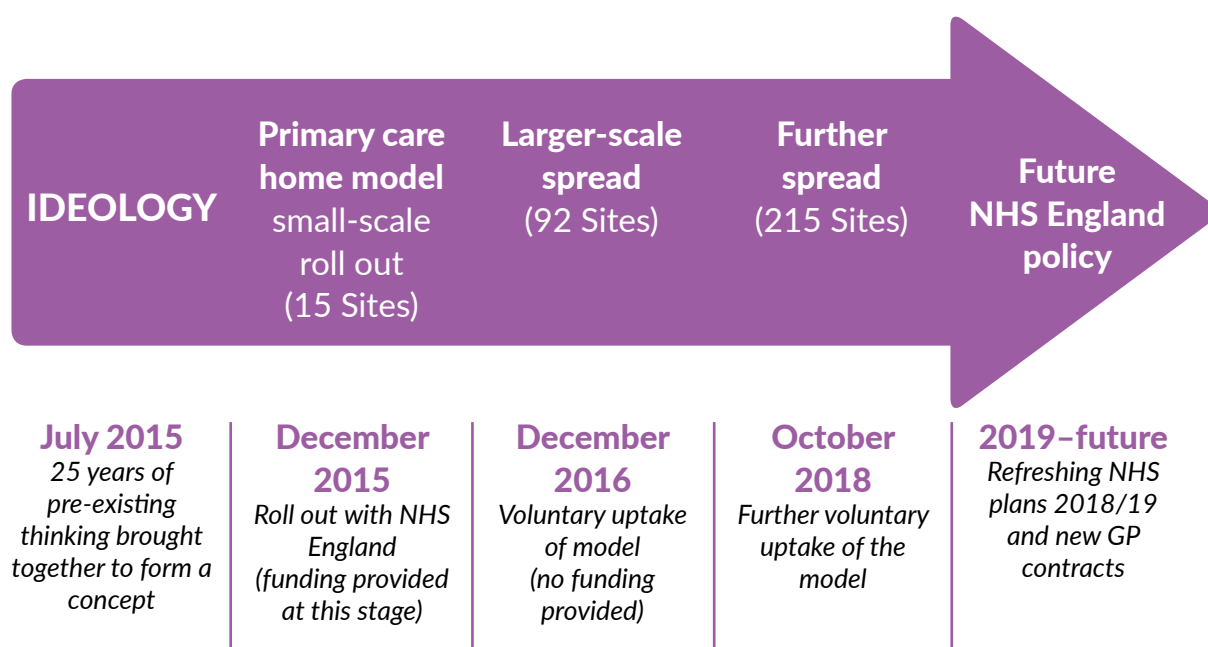 IDEOLOGY
Primary care
home model
small-scale
roll out
(15 Sites)
Larger-scale
spread
(92 Sites)
Further
spread
(215 Sites)
Future
NHS England
policy
July 2015
25 years of
pre-existing
thinking brought
together to form a
concept
December
2015
Roll out with NHS
England
(funding provided
at this stage)
December
2016
Voluntary uptake
of model
(no funding
provided)
October
2018
Further voluntary
uptake of the
model
2019–future
Refreshing NHS
plans 2018/19
and new GP
contracts